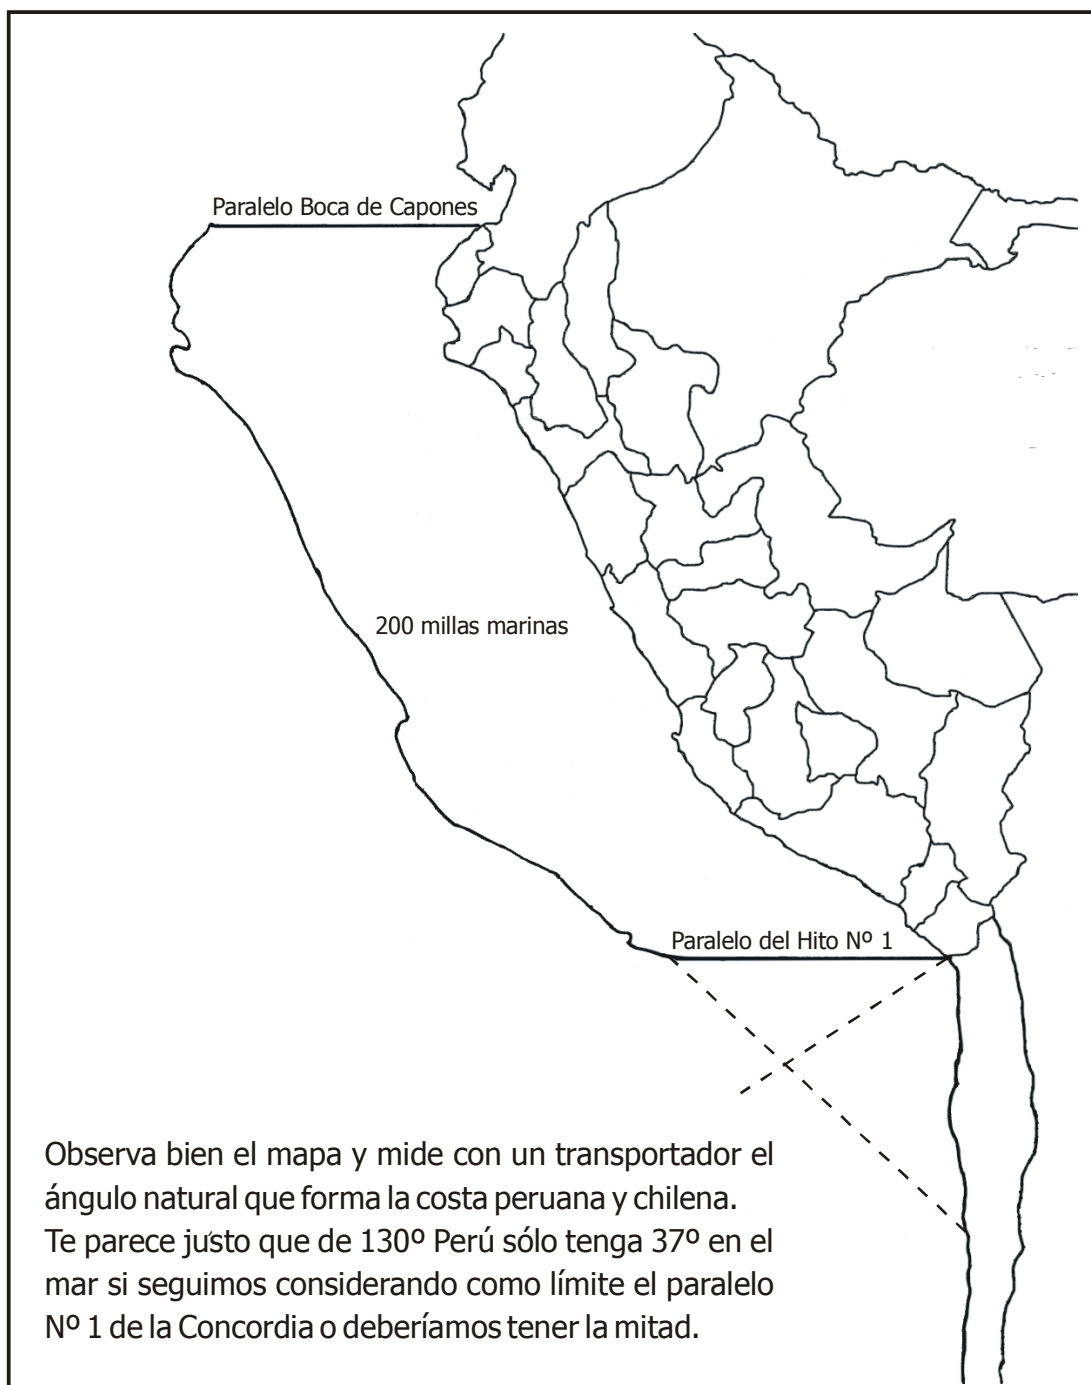 Paralelo Boca de Capones
200 millas marinas
Paralelo del Hito Nº 1
Observa bien el mapa y mide con un transportador el
ángulo natural que forma la costa peruana y chilena.
Te parece justo que de 130º Perú sólo tenga 37º en el
mar si seguimos considerando como límite el paralelo
Nº 1 de la Concordia o deberíamos tener la mitad.